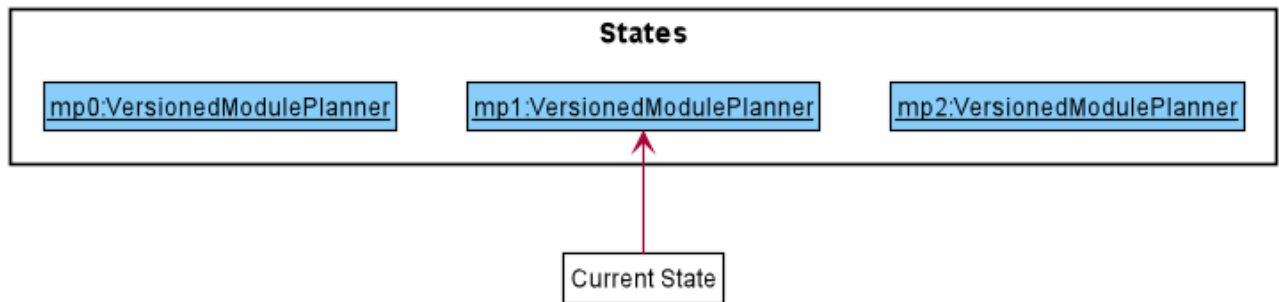 States
mp0:VersionedModulePlanner
mp1:VersionedModulePlanner
mp2:VersionedModulePlanner
Current State